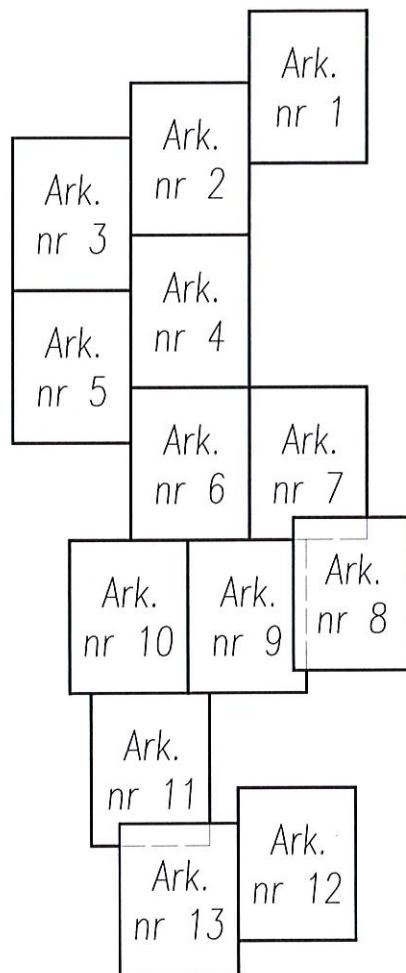 Ark.
nr 1
Ark.
nr 2
Ark.
nr 3
Ark.
nr 4
Ark.
nr 5
Ark.
nr 6
Ark.
nr 7
Ark.
nr 8
Ark.
nr 9
Ark.
nr 10
Ark.
nr 11
Ark.
nr 12
Ark.
nr 13